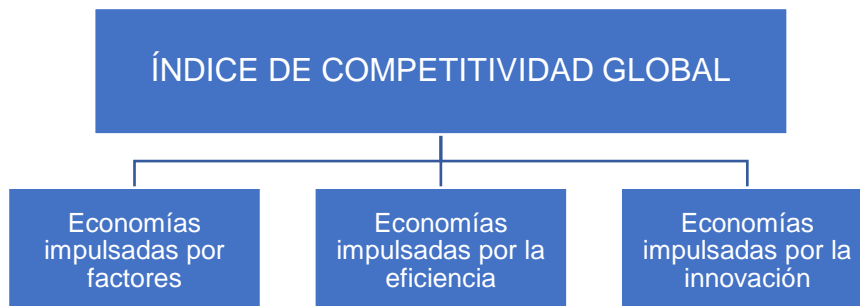 ÍNDICE DE COMPETITIVIDAD GLOBAL
Economías
impulsadas por
factores
Economías
impulsadas por la
eficiencia
Economías
impulsadas por la
innovación